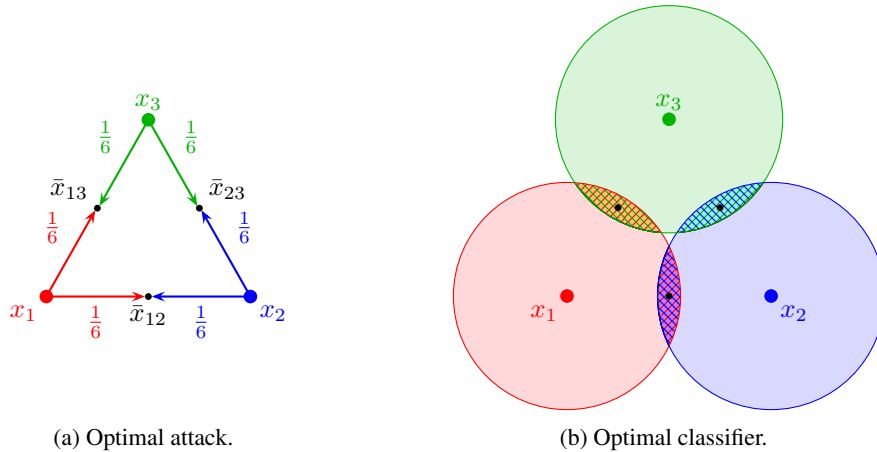 x₃
1/6 1/6
x̄₁₃ x̄₂₃
1/6 1/6
x₁ x̄₁₂ x₂
1/6 1/6
(a) Optimal attack.
x₃
x₁ x₂
(b) Optimal classifier.